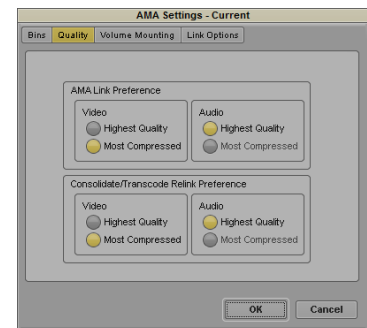 AMA Settings - Current
Bins Quality Volume Mounting Link Options
AMA Link Preference
Video Audio
Highest Quality Highest Quality
Most Compressed Most Compressed
Consolidate/Transcode Relink Preference
Video Audio
Highest Quality Highest Quality
Most Compressed Most Compressed
OK Cancel